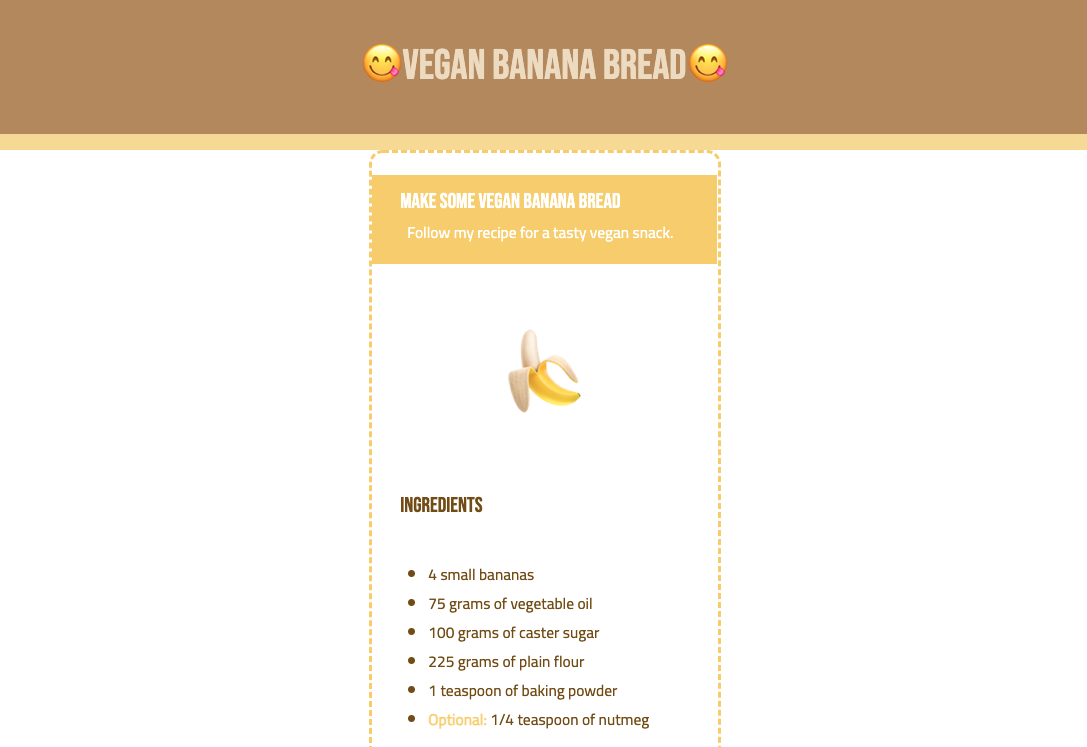 😋VEGAN BANANA BREAD😋
MAKE SOME VEGAN BANANA BREAD
Follow my recipe for a tasty vegan snack.
INGREDIENTS
4 small bananas
75 grams of vegetable oil
100 grams of caster sugar
225 grams of plain flour
1 teaspoon of baking powder
Optional: 1/4 teaspoon of nutmeg